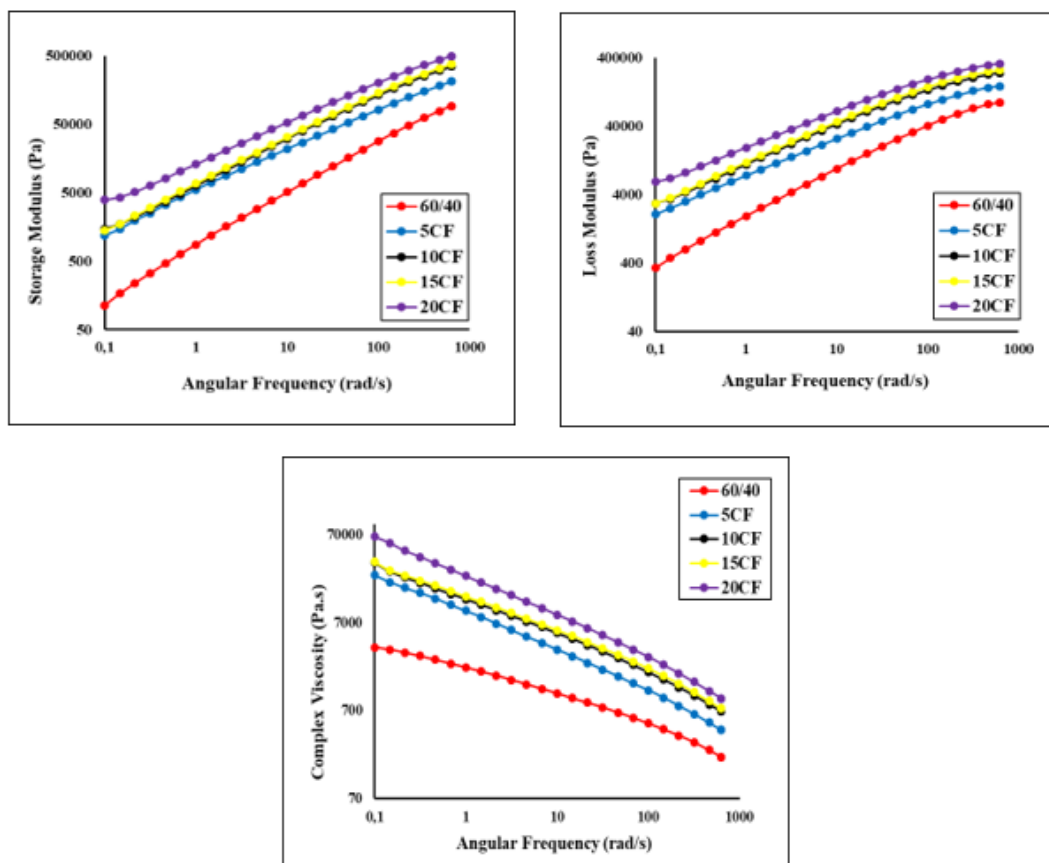 500000
50000
5000
500
50
Storage Modulus (Pa)
60/40
5CF
10CF
15CF
20CF
0,1 1 10 100 1000
Angular Frequency (rad/s)
400000
40000
4000
400
40
Loss Modulus (Pa)
60/40
5CF
10CF
15CF
20CF
0,1 1 10 100 1000
Angular Frequency (rad/s)
70000
7000
700
70
Complex Viscosity (Pa.s)
60/40
5CF
10CF
15CF
20CF
0,1 1 10 100 1000
Angular Frequency (rad/s)